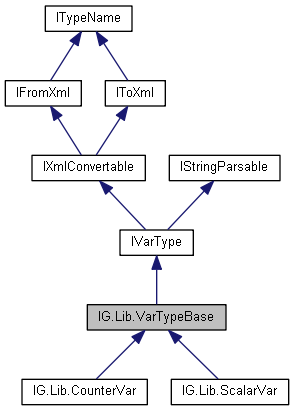 ITypeName
IFromXml
IToXml
IXmlConvertable
IStringParsable
IVarType
IG.Lib.VarTypeBase
IG.Lib.CounterVar
IG.Lib.ScalarVar